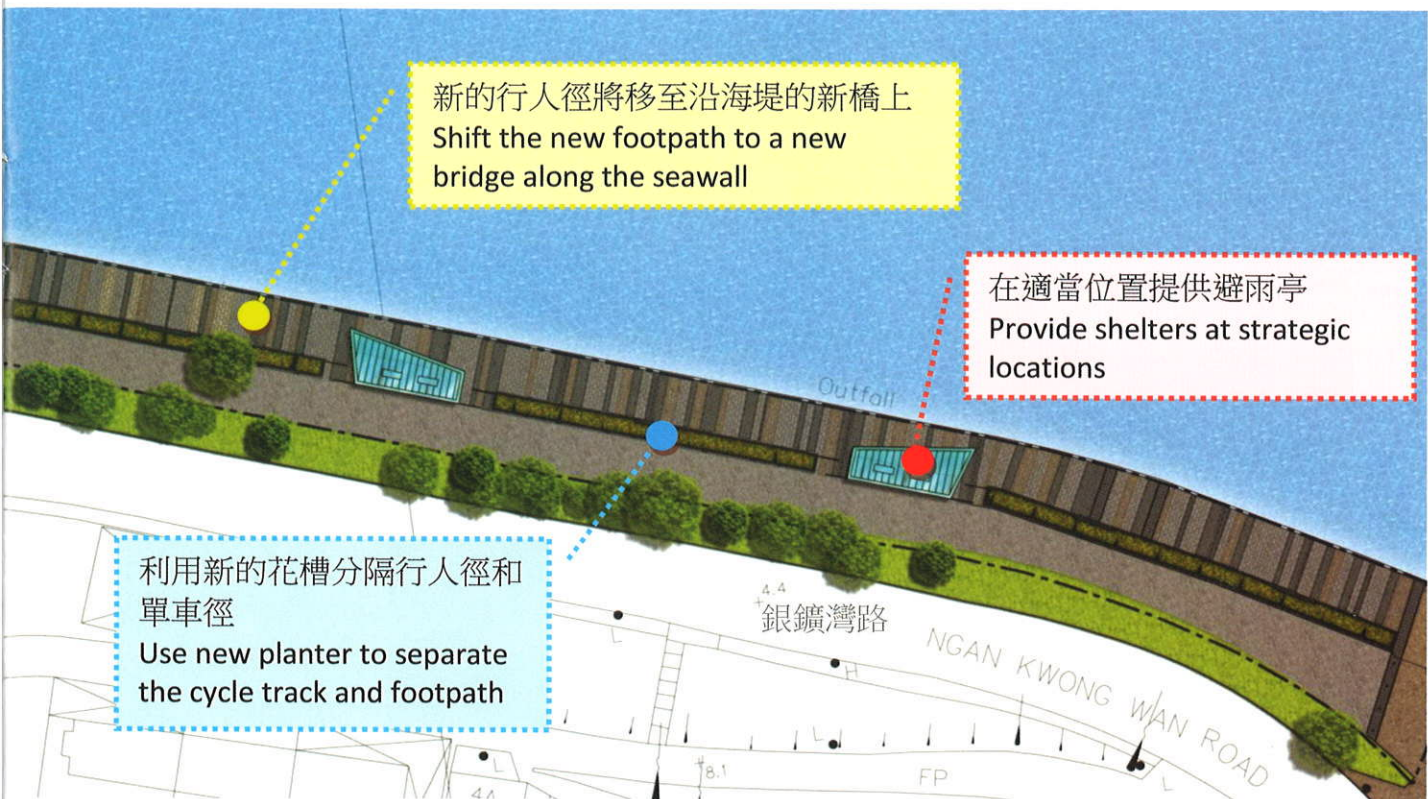 新的行人徑將移至沿海堤的新橋上
Shift the new footpath to a new
bridge along the seawall
在適當位置提供避雨亭
Provide shelters at strategic
locations
Outfall
利用新的花槽分隔行人徑和
單車徑
Use new planter to separate
the cycle track and footpath
4.4
銀鑛灣路
NGAN KWONG WAN ROAD
L
H
L
L
L
8.1
FP
4A